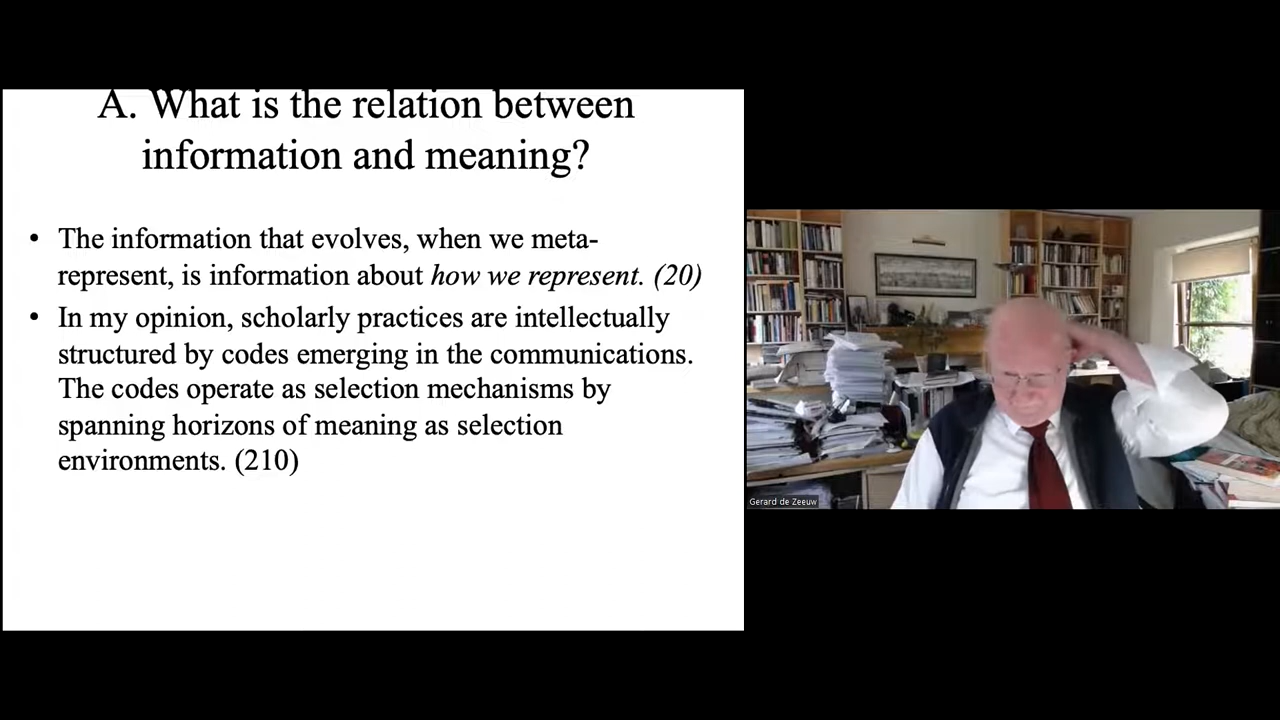 A. What is the relation between
information and meaning?
• The information that evolves, when we meta-
represent, is information about how we represent. (20)
• In my opinion, scholarly practices are intellectually
structured by codes emerging in the communications.
The codes operate as selection mechanisms by
spanning horizons of meaning as selection
environments. (210)
Gerard de Zeeuw